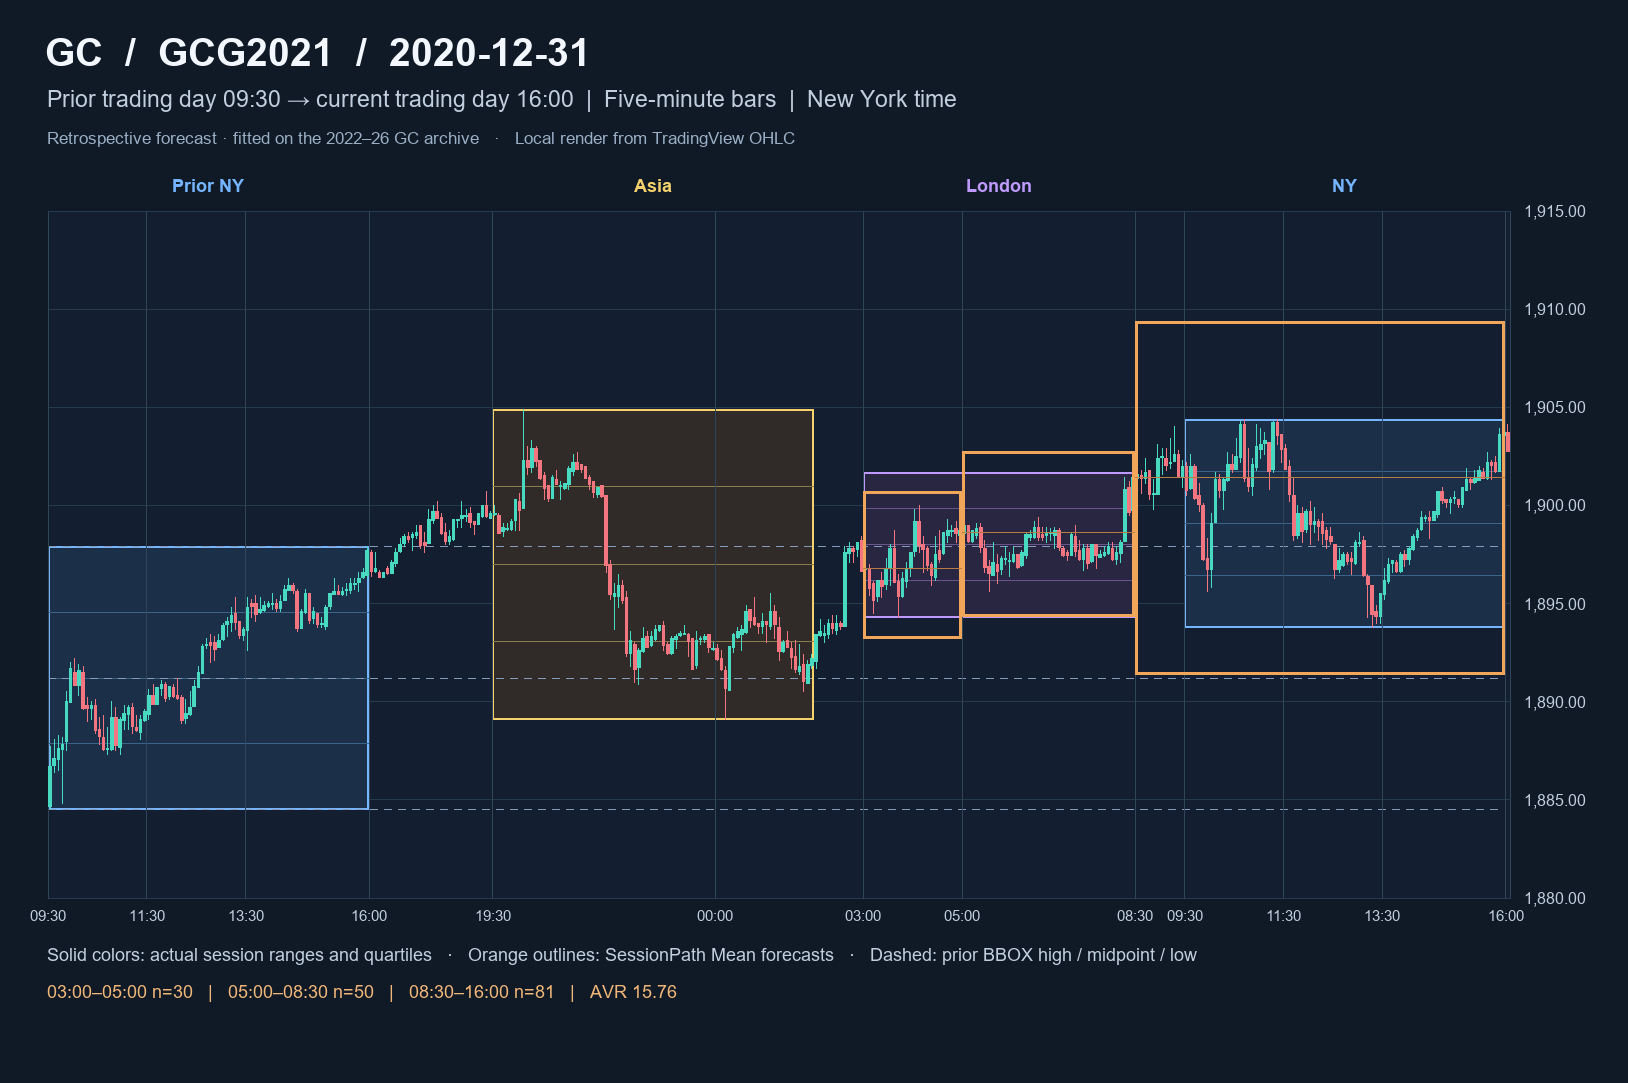 GC / GCG2021 / 2020-12-31
Prior trading day 09:30 → current trading day 16:00 | Five-minute bars | New York time
Retrospective forecast · fitted on the 2022–26 GC archive · Local render from TradingView OHLC
Prior NY Asia London NY
1,915.00
1,910.00
1,905.00
1,900.00
1,895.00
1,890.00
1,885.00
1,880.00
09:30 11:30 13:30 16:00 19:30 00:00 03:00 05:00 08:30 09:30 11:30 13:30 16:00
Solid colors: actual session ranges and quartiles · Orange outlines: SessionPath Mean forecasts · Dashed: prior BBOX high / midpoint / low
03:00–05:00 n=30 | 05:00–08:30 n=50 | 08:30–16:00 n=81 | AVR 15.76